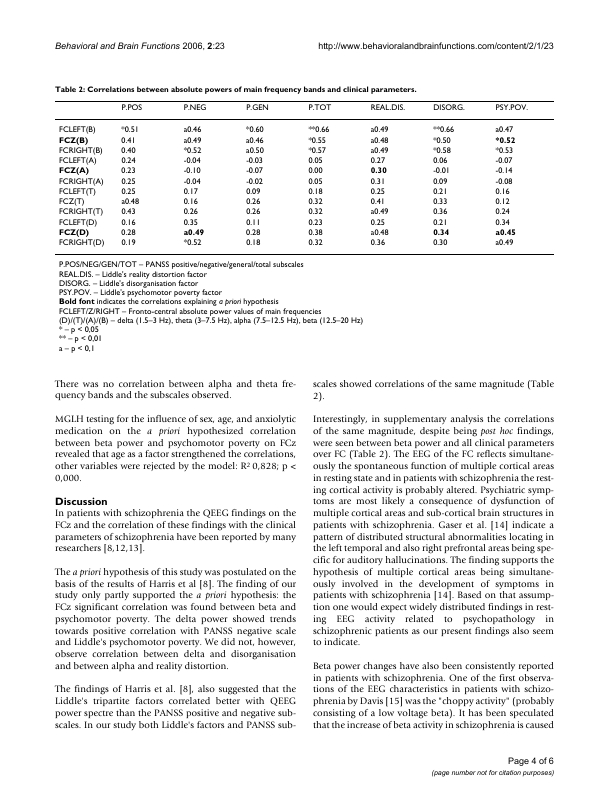 Behavioral and Brain Functions 2006, 2:23 http://www.behavioralandbrainfunctions.com/content/2/1/23
Table 2: Correlations between absolute powers of main frequency bands and clinical parameters.
P.POS P.NEG P.GEN P.TOT REAL.DIS. DISORG. PSY.POV.
FCLEFT(B) *0.51 a0.46 *0.60 **0.66 a0.49 **0.66 a0.47
FCZ(B) 0.41 a0.49 a0.46 *0.55 a0.48 *0.50 *0.52
FCRIGHT(B) 0.40 *0.52 a0.50 *0.57 a0.49 *0.58 *0.53
FCLEFT(A) 0.24 -0.04 -0.03 0.05 0.27 0.06 -0.07
FCZ(A) 0.23 -0.10 -0.07 0.00 0.30 -0.01 -0.14
FCRIGHT(A) 0.25 -0.04 -0.02 0.05 0.31 0.09 -0.08
FCLEFT(T) 0.25 0.17 0.09 0.18 0.25 0.21 0.16
FCZ(T) a0.48 0.16 0.26 0.32 0.41 0.33 0.12
FCRIGHT(T) 0.43 0.26 0.26 0.32 a0.49 0.36 0.24
FCLEFT(D) 0.16 0.35 0.11 0.23 0.25 0.21 0.34
FCZ(D) 0.28 a0.49 0.28 0.38 a0.48 0.34 a0.45
FCRIGHT(D) 0.19 *0.52 0.18 0.32 0.36 0.30 a0.49
P.POS/NEG/GEN/TOT – PANSS positive/negative/general/total subscales
REAL.DIS. – Liddle's reality distortion factor
DISORG. – Liddle's disorganisation factor
PSY.POV. – Liddle's psychomotor poverty factor
Bold font indicates the correlations explaining a priori hypothesis
FCLEFT/Z/RIGHT – Fronto-central absolute power values of main frequencies
(D)/(T)/(A)/(B) – delta (1.5–3 Hz), theta (3–7.5 Hz), alpha (7.5–12.5 Hz), beta (12.5–20 Hz)
* – p < 0,05
** – p < 0,01
a – p < 0,1
There was no correlation between alpha and theta fre-
quency bands and the subscales observed.
MGLH testing for the influence of sex, age, and anxiolytic
medication on the a priori hypothesized correlation
between beta power and psychomotor poverty on FCz
revealed that age as a factor strengthened the correlations,
other variables were rejected by the model: R² 0,828; p <
0,000.
Discussion
In patients with schizophrenia the QEEG findings on the
FCz and the correlation of these findings with the clinical
parameters of schizophrenia have been reported by many
researchers [8,12,13].
The a priori hypothesis of this study was postulated on the
basis of the results of Harris et al [8]. The finding of our
study only partly supported the a priori hypothesis: the
FCz significant correlation was found between beta and
psychomotor poverty. The delta power showed trends
towards positive correlation with PANSS negative scale
and Liddle's psychomotor poverty. We did not, however,
observe correlation between delta and disorganisation
and between alpha and reality distortion.
The findings of Harris et al. [8], also suggested that the
Liddle's tripartite factors correlated better with QEEG
power spectre than the PANSS positive and negative sub-
scales. In our study both Liddle's factors and PANSS sub-
scales showed correlations of the same magnitude (Table
2).
Interestingly, in supplementary analysis the correlations
of the same magnitude, despite being post hoc findings,
were seen between beta power and all clinical parameters
over FC (Table 2). The EEG of the FC reflects simultane-
ously the spontaneous function of multiple cortical areas
in resting state and in patients with schizophrenia the rest-
ing cortical activity is probably altered. Psychiatric symp-
toms are most likely a consequence of dysfunction of
multiple cortical areas and sub-cortical brain structures in
patients with schizophrenia. Gaser et al. [14] indicate a
pattern of distributed structural abnormalities locating in
the left temporal and also right prefrontal areas being spe-
cific for auditory hallucinations. The finding supports the
hypothesis of multiple cortical areas being simultane-
ously involved in the development of symptoms in
patients with schizophrenia [14]. Based on that assump-
tion one would expect widely distributed findings in rest-
ing EEG activity related to psychopathology in
schizophrenic patients as our present findings also seem
to indicate.
Beta power changes have also been consistently reported
in patients with schizophrenia. One of the first observa-
tions of the EEG characteristics in patients with schizo-
phrenia by Davis [15] was the "choppy activity" (probably
consisting of a low voltage beta). It has been speculated
that the increase of beta activity in schizophrenia is caused
Page 4 of 6
(page number not for citation purposes)